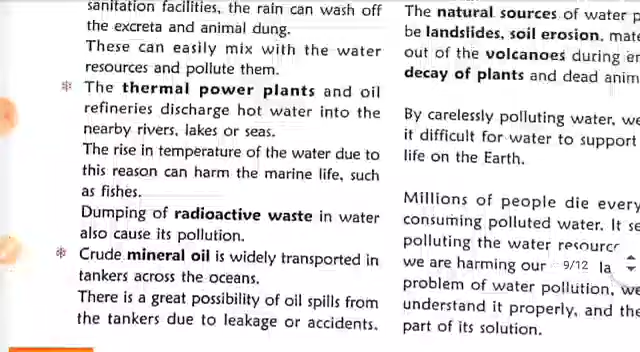 sanitation facilities, the rain can wash off
the excreta and animal dung.
These can easily mix with the water
resources and pollute them.
* The thermal power plants and oil
refineries discharge hot water into the
nearby rivers, lakes or seas.
The rise in temperature of the water due to
this reason can harm the marine life, such
as fishes.
Dumping of radioactive waste in water
also cause its pollution.
* Crude mineral oil is widely transported in
tankers across the oceans.
There is a great possibility of oil spills from
the tankers due to leakage or accidents.
The natural sources of water
be landslides, soil erosion,
out of the volcanoes during
decay of plants and dead
By carelessly polluting water,
it difficult for water to support
life on the Earth.
Millions of people die every
consuming polluted water. It
polluting the water
we are harming our
9/12
problem of water pollution,
understand it properly, and
part of its solution.